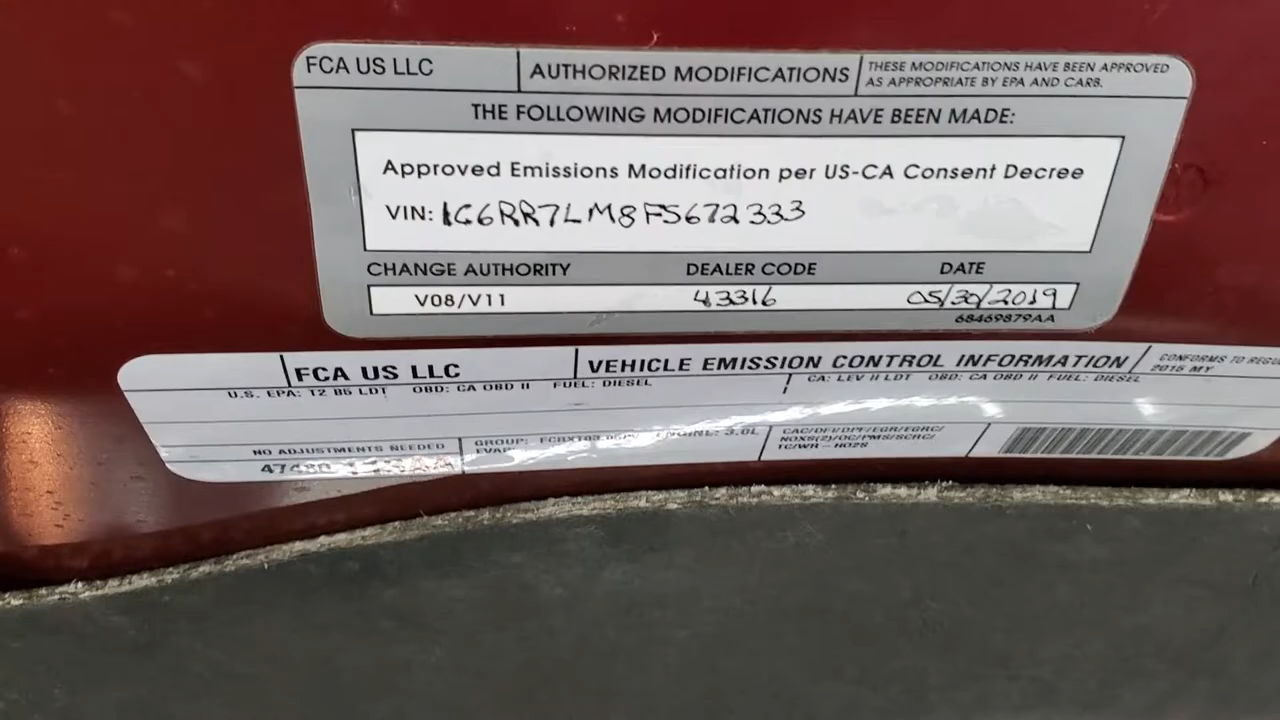 FCA US LLC
AUTHORIZED MODIFICATIONS
THESE MODIFICATIONS HAVE BEEN APPROVED
AS APPROPRIATE BY EPA AND CARB.
THE FOLLOWING MODIFICATIONS HAVE BEEN MADE:
Approved Emissions Modification per US-CA Consent Decree
VIN: 1C6RR7LM8FS672333
CHANGE AUTHORITY DEALER CODE DATE
V08/V11 43316 05/30/2019
68469879AA
FCA US LLC
VEHICLE EMISSION CONTROL INFORMATION
CONFORMS TO REGU
2015 MY
U.S. EPA: T2 B5 LDT OBD: CA OBD II FUEL: DIESEL
CA: LEV II LDT OBD: CA OBD II FUEL: DIESEL
NO ADJUSTMENTS NEEDED
GROUP:
ENGINE: 3.0L
EVAP
CAC/DFI/DPF/EGR/EGRC/
NOXS(2)/OC/PMS/SCRC/
TC/WR-HO2S